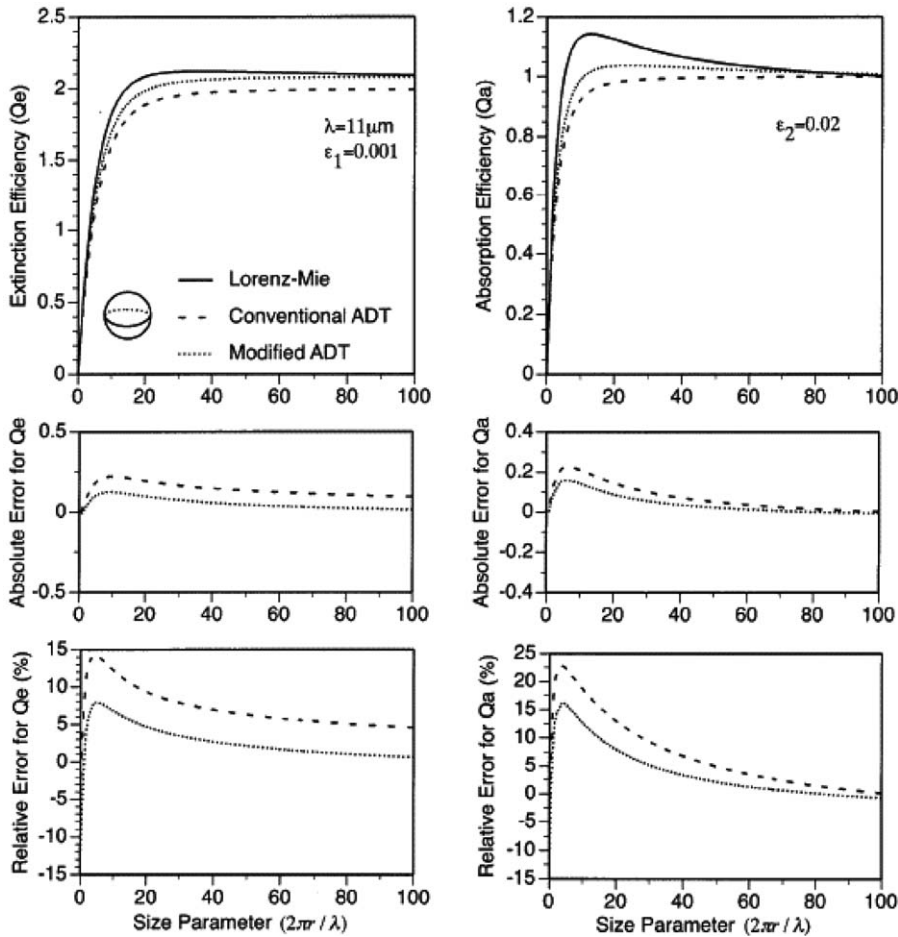 Extinction Efficiency (Qe)
2.5
2.0
1.5
1
0.5
0
λ=11μm
ε1=0.001
Lorenz-Mie
Conventional ADT
Modified ADT
0 20 40 60 80 100
Absorption Efficiency (Qa)
1.2
1.0
0.8
0.6
0.4
0.2
0
ε2=0.02
0 20 40 60 80 100
Absolute Error for Qe
0.5
0
-0.5
0 20 40 60 80 100
Absolute Error for Qa
0.4
0.2
0
-0.2
-0.4
0 20 40 60 80 100
Relative Error for Qe (%)
15
10
5
0
-5
-10
-15
0 20 40 60 80 100
Size Parameter (2πr / λ)
Relative Error for Qa (%)
25
20
15
10
5
0
-5
-10
-15
0 20 40 60 80 100
Size Parameter (2πr / λ)